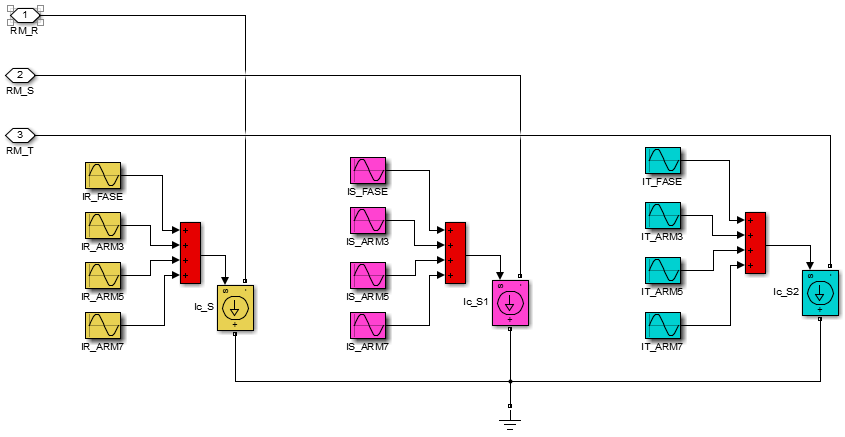 1
RM_R
2
RM_S
3
RM_T
IR_FASE
IR_ARM3
IR_ARM5
IR_ARM7
+
+
+
s
-
+
Ic_S
IS_FASE
IS_ARM3
IS_ARM5
IS_ARM7
+
+
+
+
s
-
+
Ic_S1
IT_FASE
IT_ARM3
IT_ARM5
IT_ARM7
+
+
+
+
s
-
+
Ic_S2